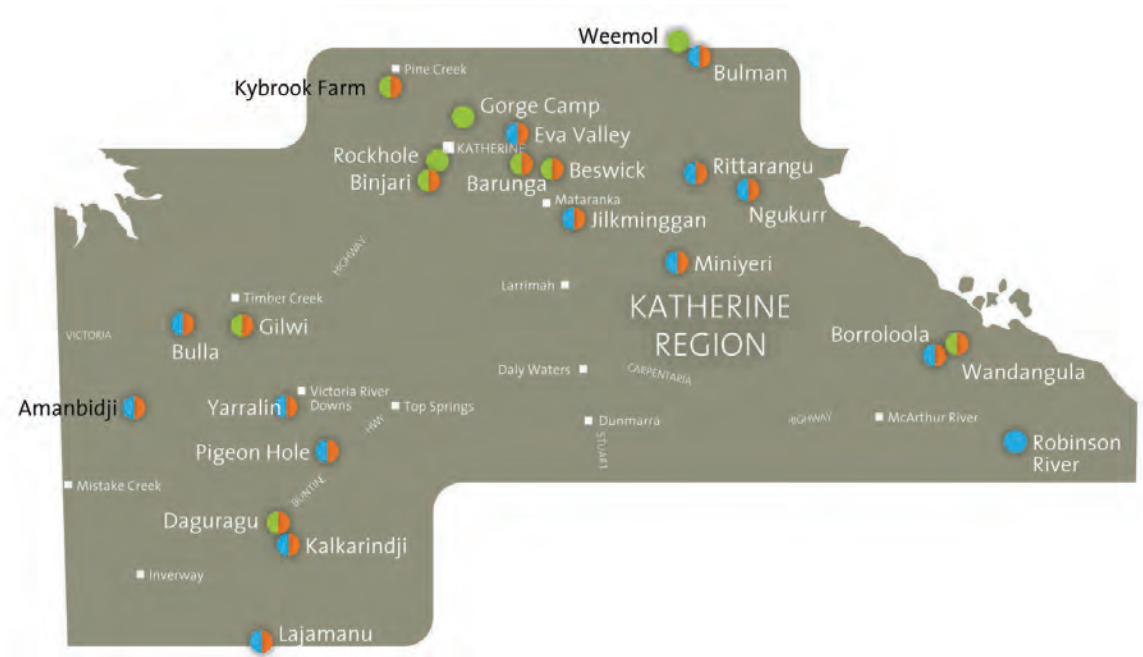 Weemol
Bulman
Pine Creek
Kybrook Farm
Gorge Camp
Eva Valley
KATHERINE
Rockhole
Binjari
Barunga
Beswick
Rittarangu
Ngukurr
Mataranka
Jilkminggan
HIGHWAY
Miniyeri
Larrimah
KATHERINE
REGION
Timber Creek
Gilwi
VICTORIA
Bulla
Borroloola
Wandangula
Daly Waters
CARPENTARIA
Amanbidji
Yarralin
Victoria River
Downs
Top Springs
HWY
Dunmarra
HIGHWAY
McArthur River
STUART
Robinson
River
Pigeon Hole
Mistake Creek
BUNTINE
Daguragu
Kalkarindji
Inverway
Lajamanu